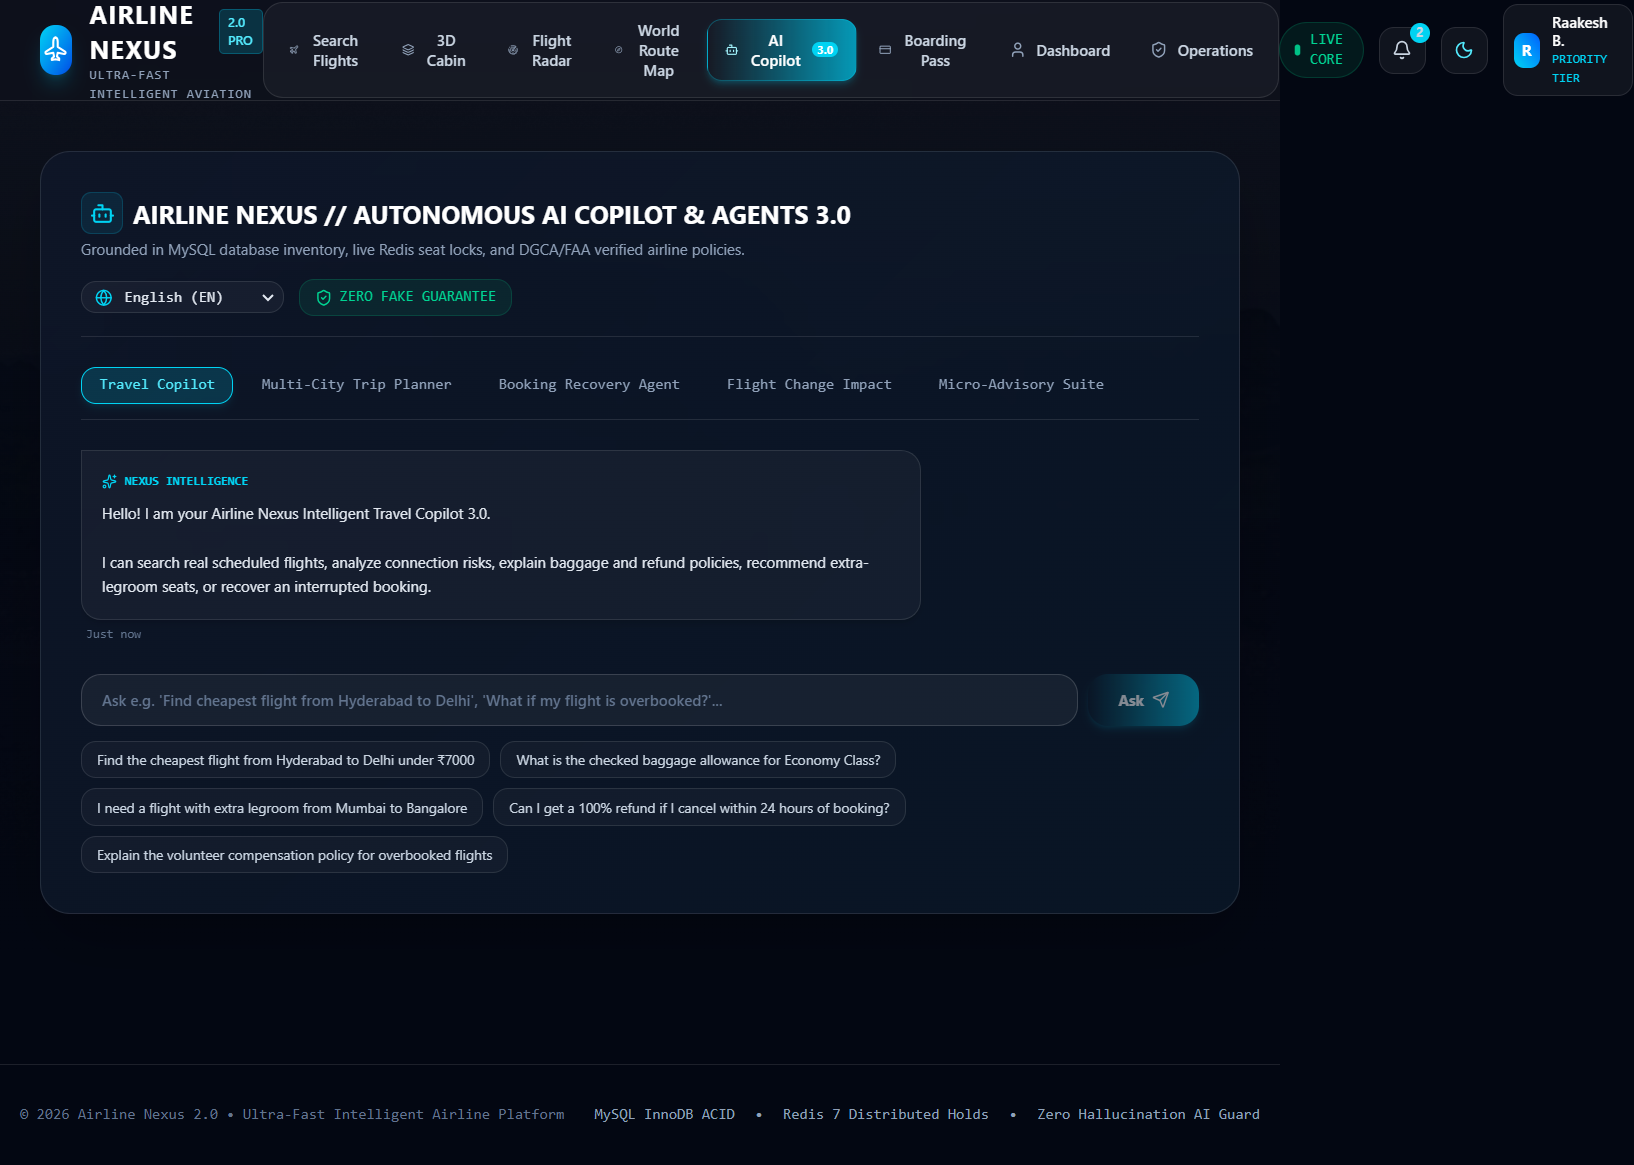 AIRLINE
NEXUS
2.0
PRO
ULTRA-FAST
INTELLIGENT AVIATION
Search
Flights
3D
Cabin
Flight
Radar
World
Route
Map
AI
Copilot
3.0
Boarding
Pass
Dashboard
Operations
LIVE
CORE
2
R
Raakesh
B.
PRIORITY
TIER
AIRLINE NEXUS // AUTONOMOUS AI COPILOT & AGENTS 3.0
Grounded in MySQL database inventory, live Redis seat locks, and DGCA/FAA verified airline policies.
English (EN)
ZERO FAKE GUARANTEE
Travel Copilot
Multi-City Trip Planner
Booking Recovery Agent
Flight Change Impact
Micro-Advisory Suite
NEXUS INTELLIGENCE
Hello! I am your Airline Nexus Intelligent Travel Copilot 3.0.
I can search real scheduled flights, analyze connection risks, explain baggage and refund policies, recommend extra-
legroom seats, or recover an interrupted booking.
Just now
Ask e.g. 'Find cheapest flight from Hyderabad to Delhi', 'What if my flight is overbooked?'...
Ask
Find the cheapest flight from Hyderabad to Delhi under ₹7000
What is the checked baggage allowance for Economy Class?
I need a flight with extra legroom from Mumbai to Bangalore
Can I get a 100% refund if I cancel within 24 hours of booking?
Explain the volunteer compensation policy for overbooked flights
© 2026 Airline Nexus 2.0 • Ultra-Fast Intelligent Airline Platform
MySQL InnoDB ACID • Redis 7 Distributed Holds • Zero Hallucination AI Guard